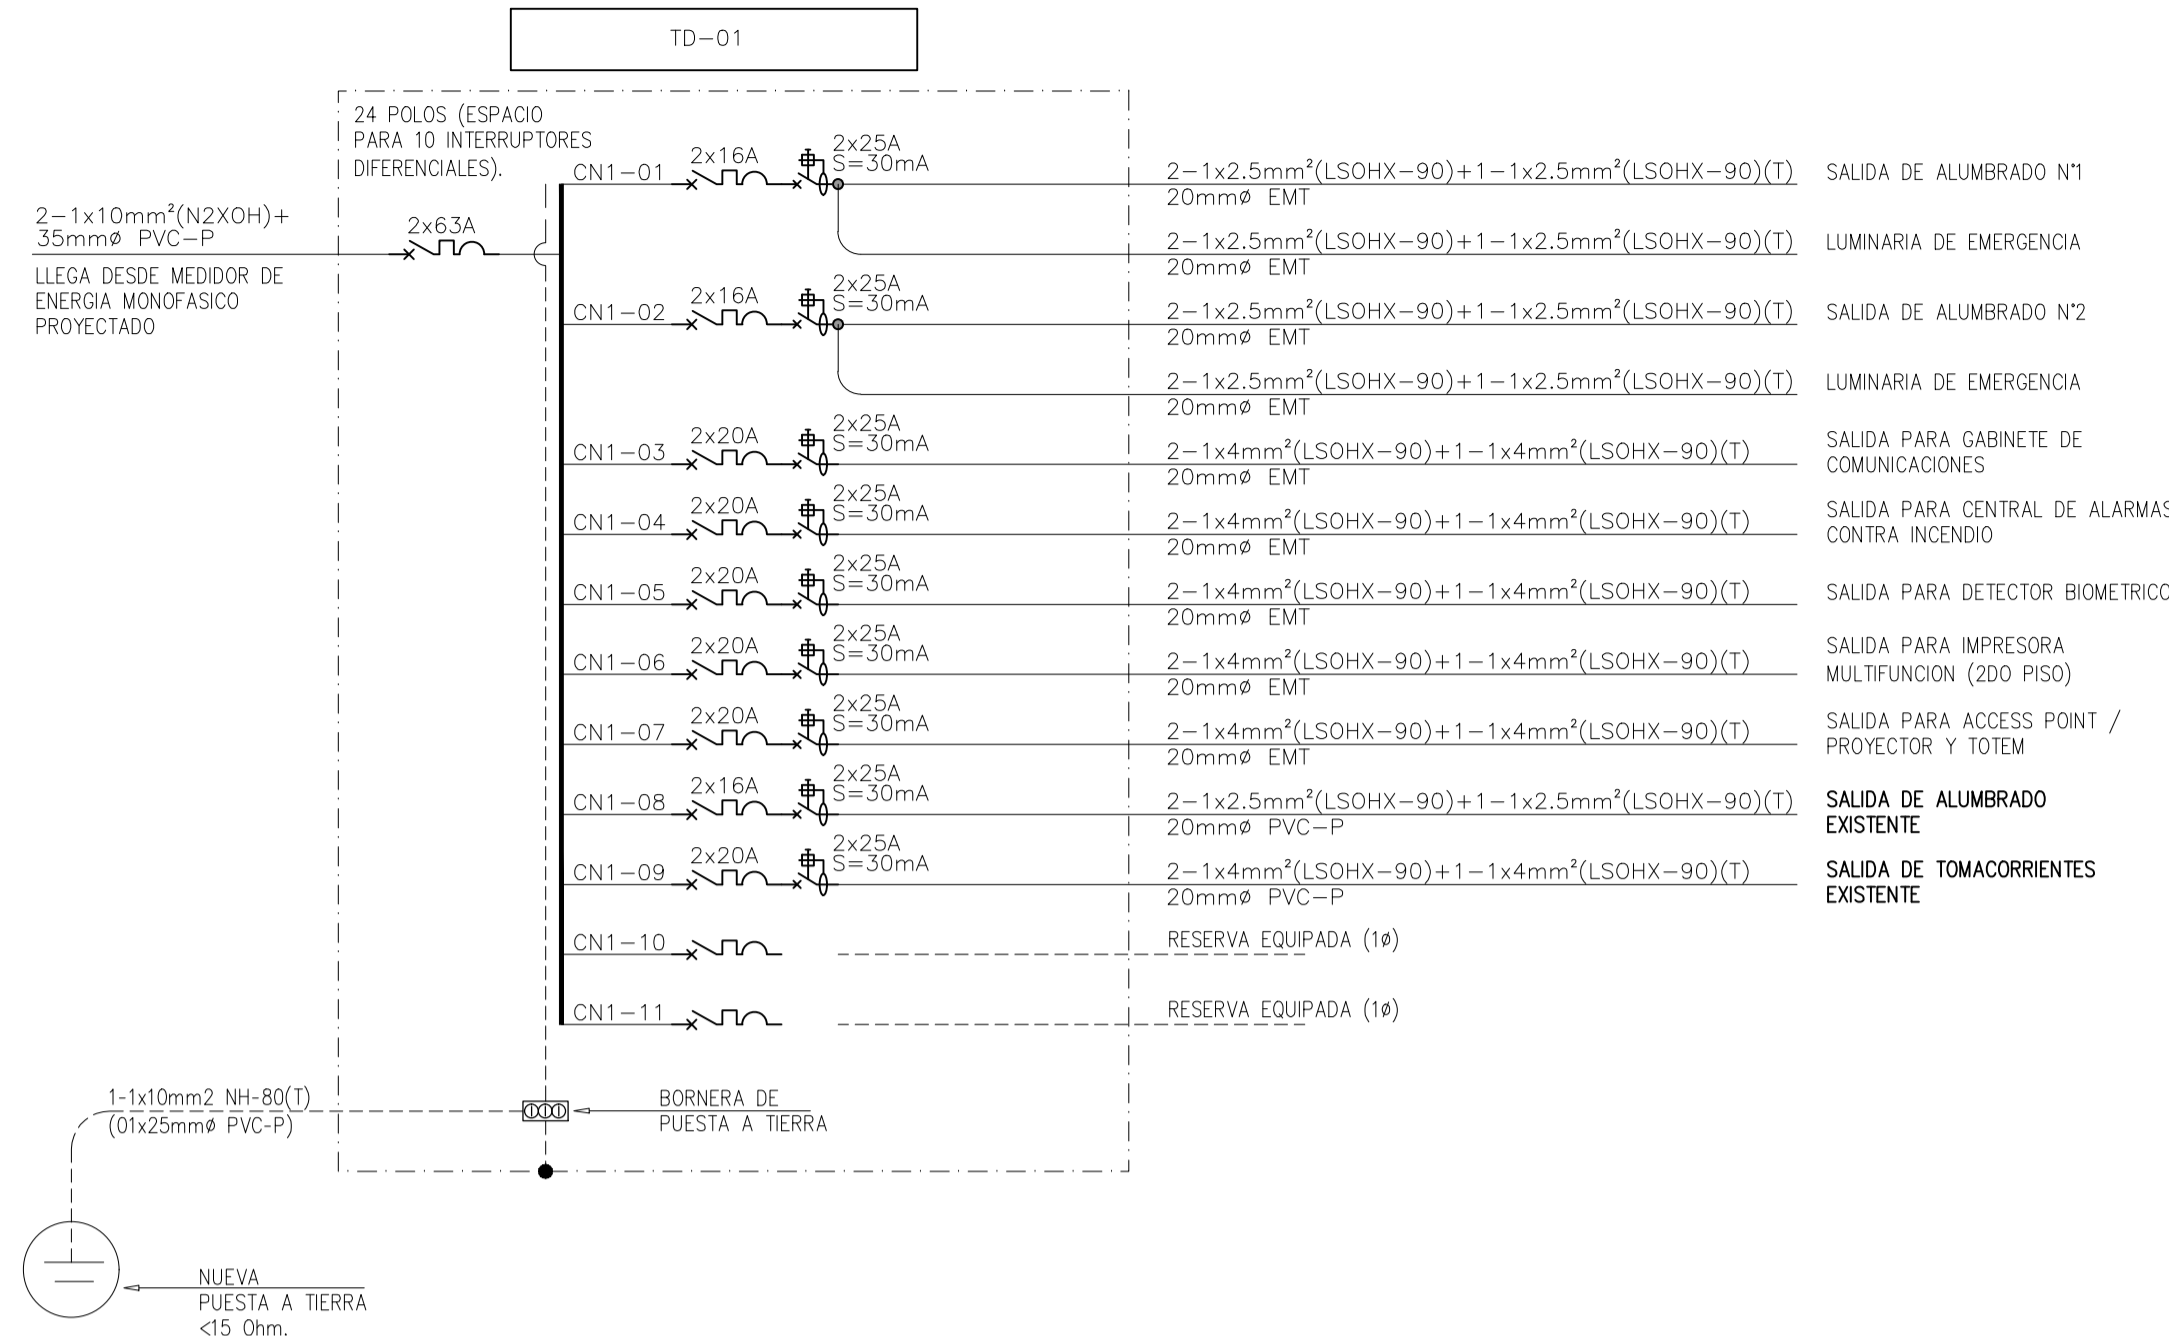 TD-01
24 POLOS (ESPACIO
PARA 10 INTERRUPTORES
DIFERENCIALES).
2-1x10mm²(N2XOH)+
35mmø PVC-P
LLEGA DESDE MEDIDOR DE
ENERGIA MONOFASICO
PROYECTADO
2x63A
CN1-01
2x16A
2x25A
S=30mA
2-1x2.5mm²(LSOHX-90)+1-1x2.5mm²(LSOHX-90)(T)
20mmø EMT
SALIDA DE ALUMBRADO N°1
2-1x2.5mm²(LSOHX-90)+1-1x2.5mm²(LSOHX-90)(T)
20mmø EMT
LUMINARIA DE EMERGENCIA
CN1-02
2x16A
2x25A
S=30mA
2-1x2.5mm²(LSOHX-90)+1-1x2.5mm²(LSOHX-90)(T)
20mmø EMT
SALIDA DE ALUMBRADO N°2
2-1x2.5mm²(LSOHX-90)+1-1x2.5mm²(LSOHX-90)(T)
20mmø EMT
LUMINARIA DE EMERGENCIA
CN1-03
2x20A
2x25A
S=30mA
2-1x4mm²(LSOHX-90)+1-1x4mm²(LSOHX-90)(T)
20mmø EMT
SALIDA PARA GABINETE DE
COMUNICACIONES
CN1-04
2x20A
2x25A
S=30mA
2-1x4mm²(LSOHX-90)+1-1x4mm²(LSOHX-90)(T)
20mmø EMT
SALIDA PARA CENTRAL DE ALARMAS
CONTRA INCENDIO
CN1-05
2x20A
2x25A
S=30mA
2-1x4mm²(LSOHX-90)+1-1x4mm²(LSOHX-90)(T)
20mmø EMT
SALIDA PARA DETECTOR BIOMETRICO
CN1-06
2x20A
2x25A
S=30mA
2-1x4mm²(LSOHX-90)+1-1x4mm²(LSOHX-90)(T)
20mmø EMT
SALIDA PARA IMPRESORA
MULTIFUNCION (2DO PISO)
CN1-07
2x20A
2x25A
S=30mA
2-1x4mm²(LSOHX-90)+1-1x4mm²(LSOHX-90)(T)
20mmø EMT
SALIDA PARA ACCESS POINT /
PROYECTOR Y TOTEM
CN1-08
2x16A
2x25A
S=30mA
2-1x2.5mm²(LSOHX-90)+1-1x2.5mm²(LSOHX-90)(T)
20mmø PVC-P
SALIDA DE ALUMBRADO
EXISTENTE
CN1-09
2x20A
2x25A
S=30mA
2-1x4mm²(LSOHX-90)+1-1x4mm²(LSOHX-90)(T)
20mmø PVC-P
SALIDA DE TOMACORRIENTES
EXISTENTE
CN1-10
RESERVA EQUIPADA (1ø)
CN1-11
RESERVA EQUIPADA (1ø)
1-1x10mm2 NH-80(T)
(01x25mmø PVC-P)
BORNERA DE
PUESTA A TIERRA
NUEVA
PUESTA A TIERRA
<15 Ohm.